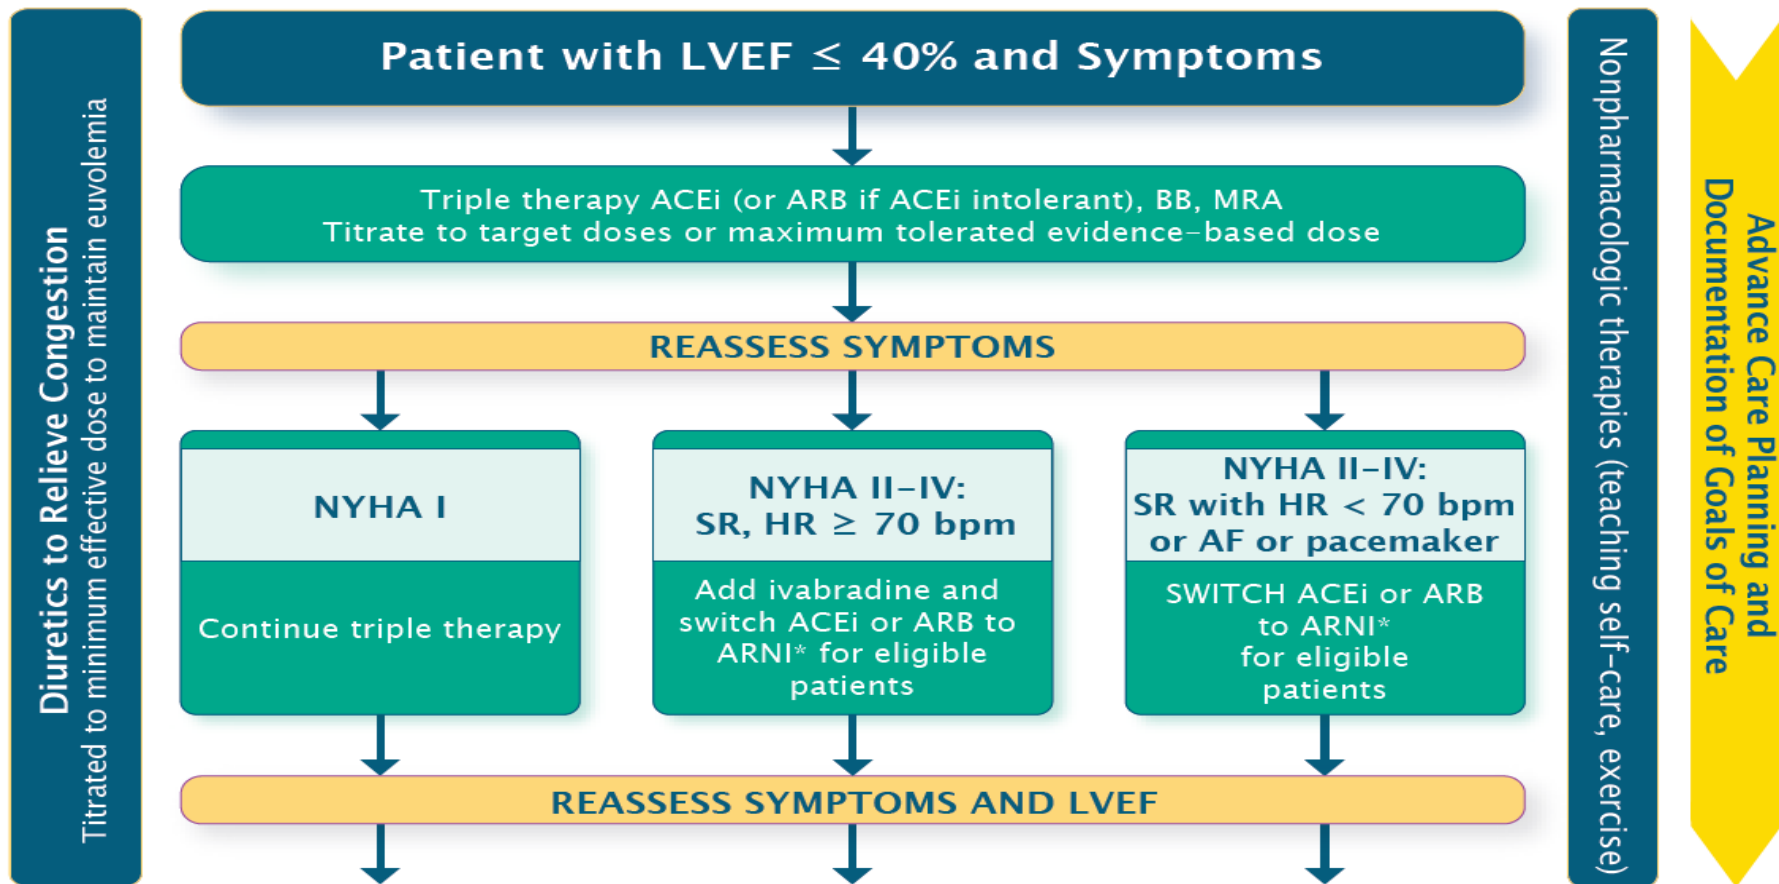 Diuretics to Relieve Congestion
Titrated to minimum effective dose to maintain euvolemia
Patient with LVEF ≤ 40% and Symptoms
Triple therapy ACEi (or ARB if ACEi intolerant), BB, MRA
Titrate to target doses or maximum tolerated evidence-based dose
REASSESS SYMPTOMS
NYHA I
Continue triple therapy
NYHA II–IV:
SR, HR ≥ 70 bpm
Add ivabradine and
switch ACEi or ARB to
ARNI* for eligible
patients
NYHA II–IV:
SR with HR < 70 bpm
or AF or pacemaker
SWITCH ACEi or ARB
to ARNI*
for eligible
patients
REASSESS SYMPTOMS AND LVEF
Nonpharmacologic therapies (teaching self-care, exercise)
Advance Care Planning and
Documentation of Goals of Care